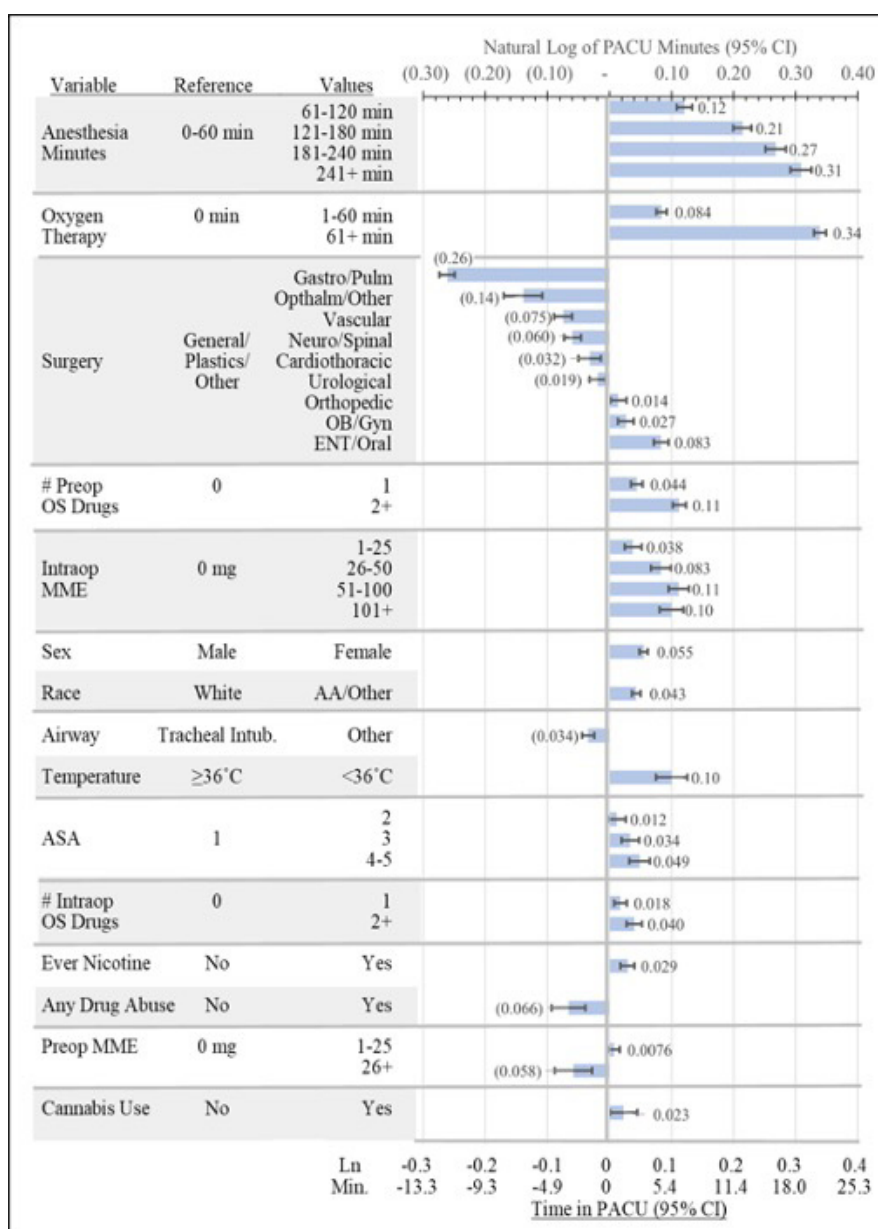 Natural Log of PACU Minutes (95% CI)
(0.30) (0.20) (0.10) - 0.10 0.20 0.30 0.40
Variable Reference Values
Anesthesia Minutes 0-60 min
61-120 min 0.12
121-180 min 0.21
181-240 min 0.27
241+ min 0.31
Oxygen Therapy 0 min
1-60 min 0.084
61+ min 0.34
Surgery General/ Plastics/ Other
Gastro/Pulm (0.26)
Opthalm/Other (0.14)
Vascular (0.075)
Neuro/Spinal (0.060)
Cardiothoracic (0.032)
Urological (0.019)
Orthopedic 0.014
OB/Gyn 0.027
ENT/Oral 0.083
# Preop OS Drugs 0
1 0.044
2+ 0.11
Intraop MME 0 mg
1-25 0.038
26-50 0.083
51-100 0.11
101+ 0.10
Sex Male Female 0.055
Race White AA/Other 0.043
Airway Tracheal Intub. Other (0.034)
Temperature ≥36˚C <36˚C 0.10
ASA 1
2 0.012
3 0.034
4-5 0.049
# Intraop OS Drugs 0
1 0.018
2+ 0.040
Ever Nicotine No Yes 0.029
Any Drug Abuse No Yes (0.066)
Preop MME 0 mg 1-25 0.0076
26+ (0.058)
Cannabis Use No Yes 0.023
Ln -0.3 -0.2 -0.1 0 0.1 0.2 0.3 0.4
Min. -13.3 -9.3 -4.9 0 5.4 11.4 18.0 25.3
Time in PACU (95% CI)